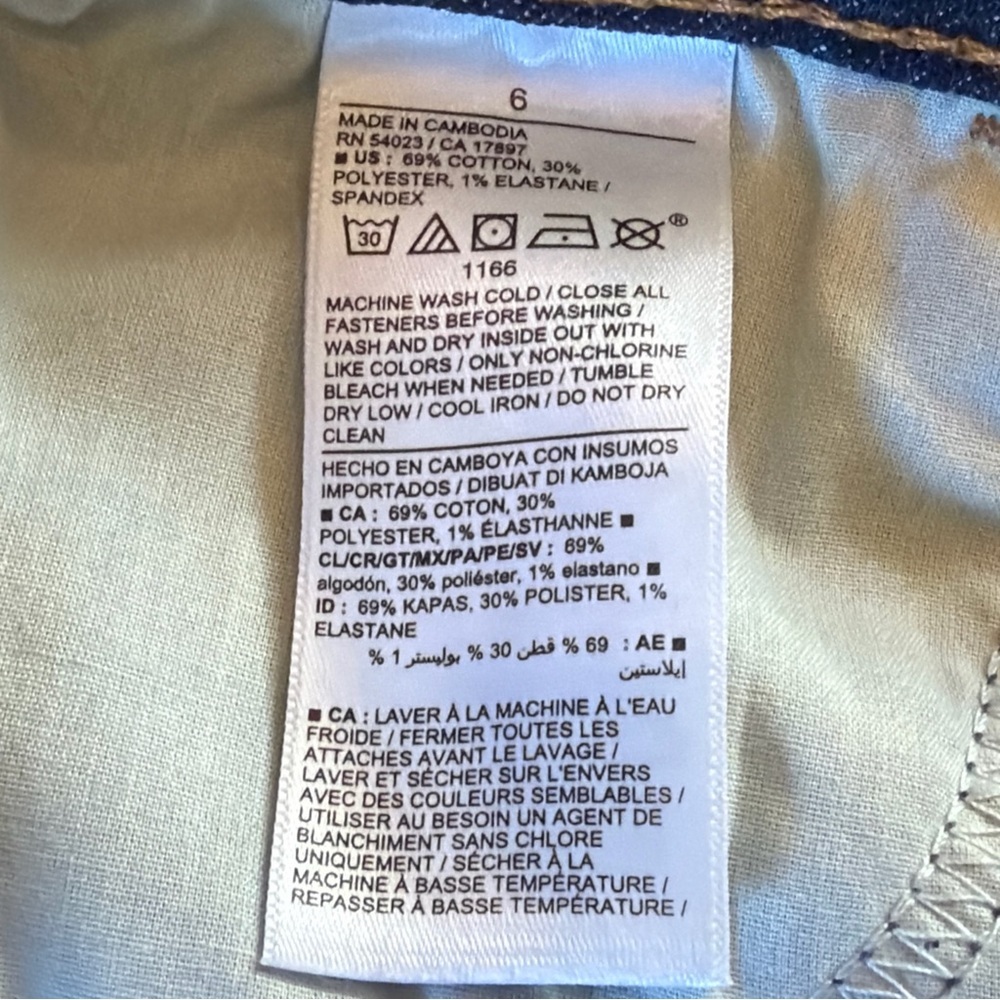 6
MADE IN CAMBODIA
RN 54023 / CA 17897
■ US : 69% COTTON, 30%
POLYESTER, 1% ELASTANE /
SPANDEX
30
®
1166
MACHINE WASH COLD / CLOSE ALL
FASTENERS BEFORE WASHING /
WASH AND DRY INSIDE OUT WITH
LIKE COLORS / ONLY NON-CHLORINE
BLEACH WHEN NEEDED / TUMBLE
DRY LOW / COOL IRON / DO NOT DRY
CLEAN
HECHO EN CAMBOYA CON INSUMOS
IMPORTADOS / DIBUAT DI KAMBOJA
■ CA : 69% COTON, 30%
POLYESTER, 1% ÉLASTHANNE ■
CL/CR/GT/MX/PA/PE/SV : 69%
algodón, 30% poliéster, 1% elastano ■
ID : 69% KAPAS, 30% POLISTER, 1%
ELASTANE
■ AE : 69 % قطن 30 % بوليستر 1 %
إيلاستين
■ CA : LAVER À LA MACHINE À L'EAU
FROIDE / FERMER TOUTES LES
ATTACHES AVANT LE LAVAGE /
LAVER ET SÉCHER SUR L'ENVERS
AVEC DES COULEURS SEMBLABLES /
UTILISER AU BESOIN UN AGENT DE
BLANCHIMENT SANS CHLORE
UNIQUEMENT / SÉCHER À LA
MACHINE À BASSE TEMPÉRATURE /
REPASSER À BASSE TEMPÉRATURE /